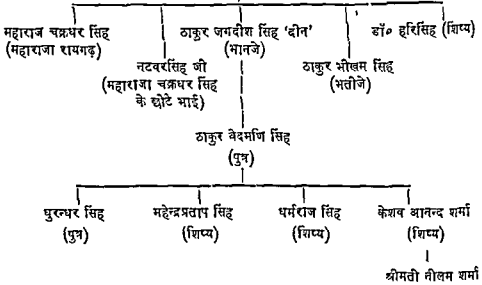 महाराज चक्रधर सिंह
(महाराजा रायगढ़)
ठाकुर जगदीश सिंह 'दीन'
(भानजे)
डॉ० हरिसिंह (शिष्य)
नटवरसिंह जी
(महाराजा चक्रधर सिंह
के छोटे भाई)
ठाकुर भीखम सिंह
(भतीजे)
ठाकुर वेदमणि सिंह
(पुत्र)
धुरन्धर सिंह
(पुत्र)
महेन्द्रप्रताप सिंह
(शिष्य)
धर्मराज सिंह
(शिष्य)
केशव आनन्द शर्मा
(शिष्य)
श्रीमती नीलम शर्मा